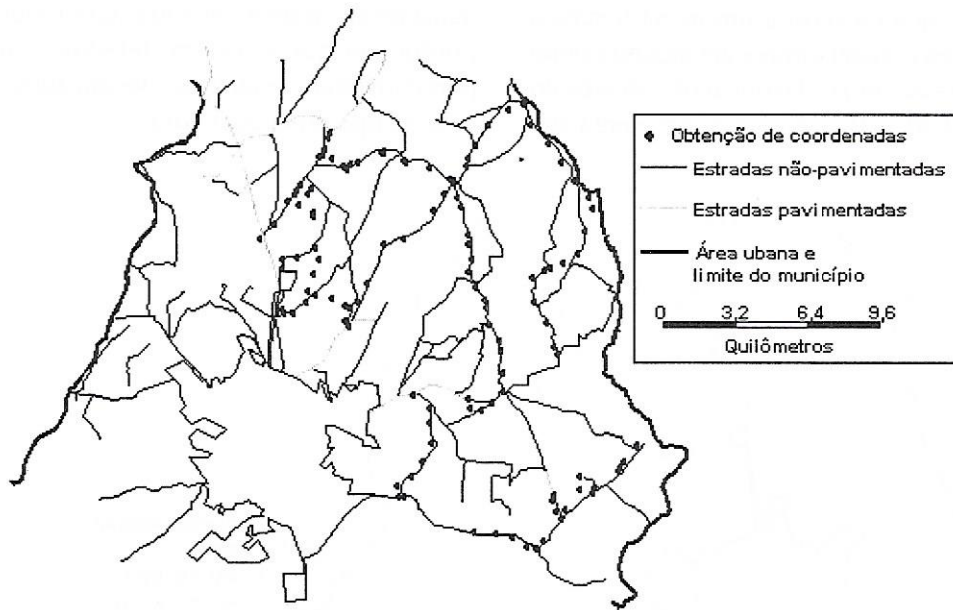 Obtenção de coordenadas
Estradas não-pavimentadas
Estradas pavimentadas
Área ubana e
limite do município
0 3,2 6,4 9,6
Quilômetros